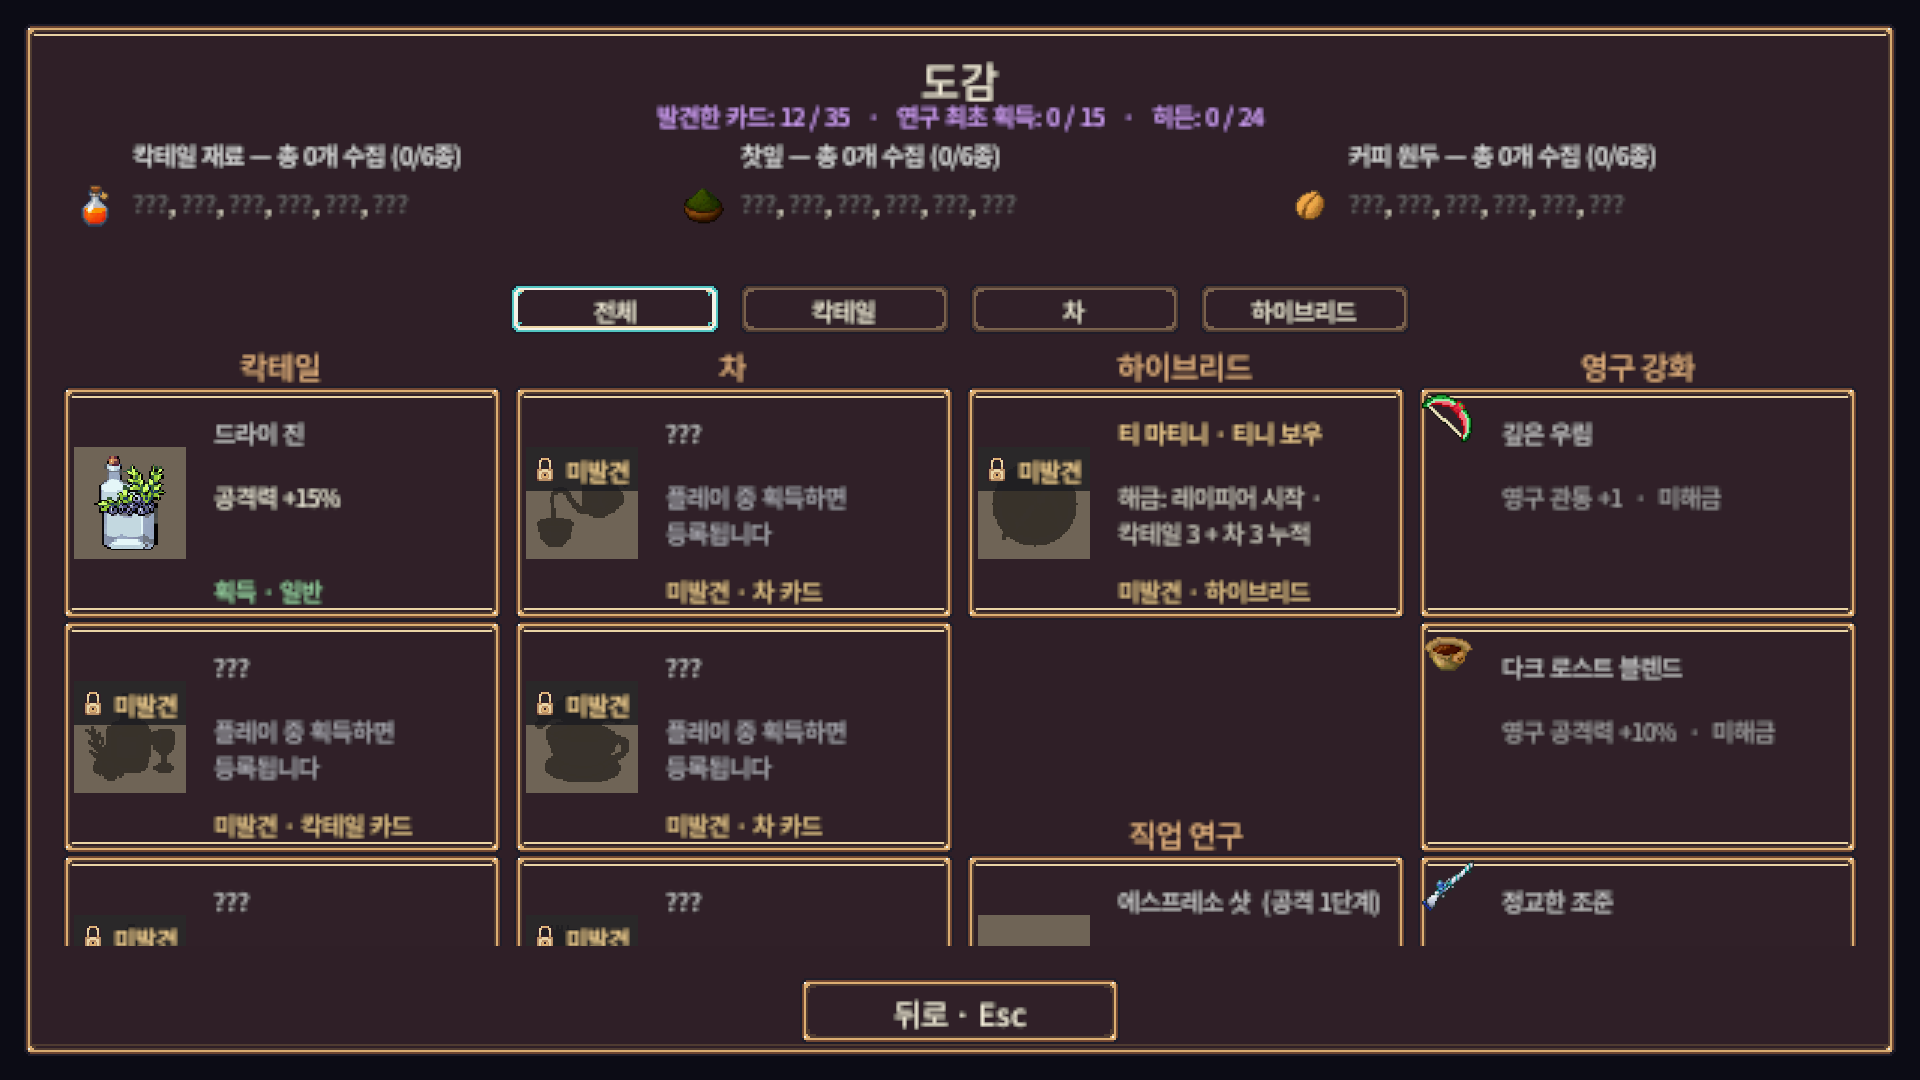 도감
발견한 카드: 12 / 35 · 연구 최초 획득: 0 / 15 · 히든: 0 / 24
칵테일 재료 — 총 0개 수집 (0/6종)
???, ???, ???, ???, ???, ???
찻잎 — 총 0개 수집 (0/6종)
???, ???, ???, ???, ???, ???
커피 원두 — 총 0개 수집 (0/6종)
???, ???, ???, ???, ???, ???
전체
칵테일
차
하이브리드
칵테일
드라이 진
공격력 +15%
획득 · 일반
???
미발견
플레이 중 획득하면
등록됩니다
미발견 · 칵테일 카드
???
미발견
차
???
미발견
플레이 중 획득하면
등록됩니다
미발견 · 차 카드
???
미발견
플레이 중 획득하면
등록됩니다
미발견 · 차 카드
???
미발견
하이브리드
티 마티니 · 티니 보우
미발견
해금: 레이피어 시작 ·
칵테일 3 + 차 3 누적
미발견 · 하이브리드
직업 연구
에스프레소 샷 (공격 1단계)
영구 강화
깊은 우림
영구 관통 +1 · 미해금
다크 로스트 블렌드
영구 공격력 +10% · 미해금
정교한 조준
뒤로 · Esc